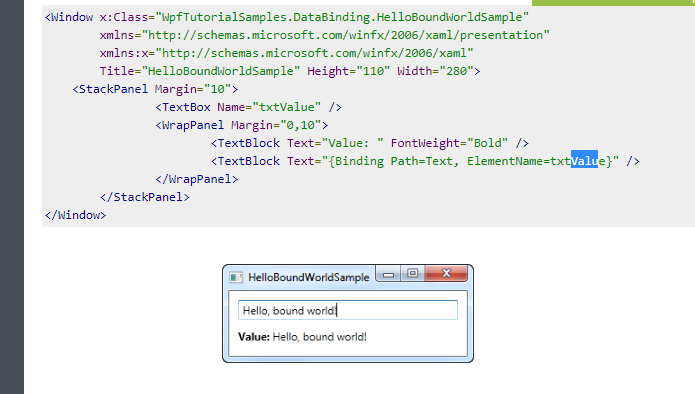 <Window x:Class="WpfTutorialSamples.DataBinding.HelloBoundWorldSample"
xmlns="http://schemas.microsoft.com/winfx/2006/xaml/presentation"
xmlns:x="http://schemas.microsoft.com/winfx/2006/xaml"
Title="HelloBoundWorldSample" Height="110" Width="280">
<StackPanel Margin="10">
<TextBox Name="txtValue" />
<WrapPanel Margin="0,10">
<TextBlock Text="Value: " FontWeight="Bold" />
<TextBlock Text="{Binding Path=Text, ElementName=txtValue}" />
</WrapPanel>
</StackPanel>
</Window>
HelloBoundWorldSample
Hello, bound world!
Value: Hello, bound world!